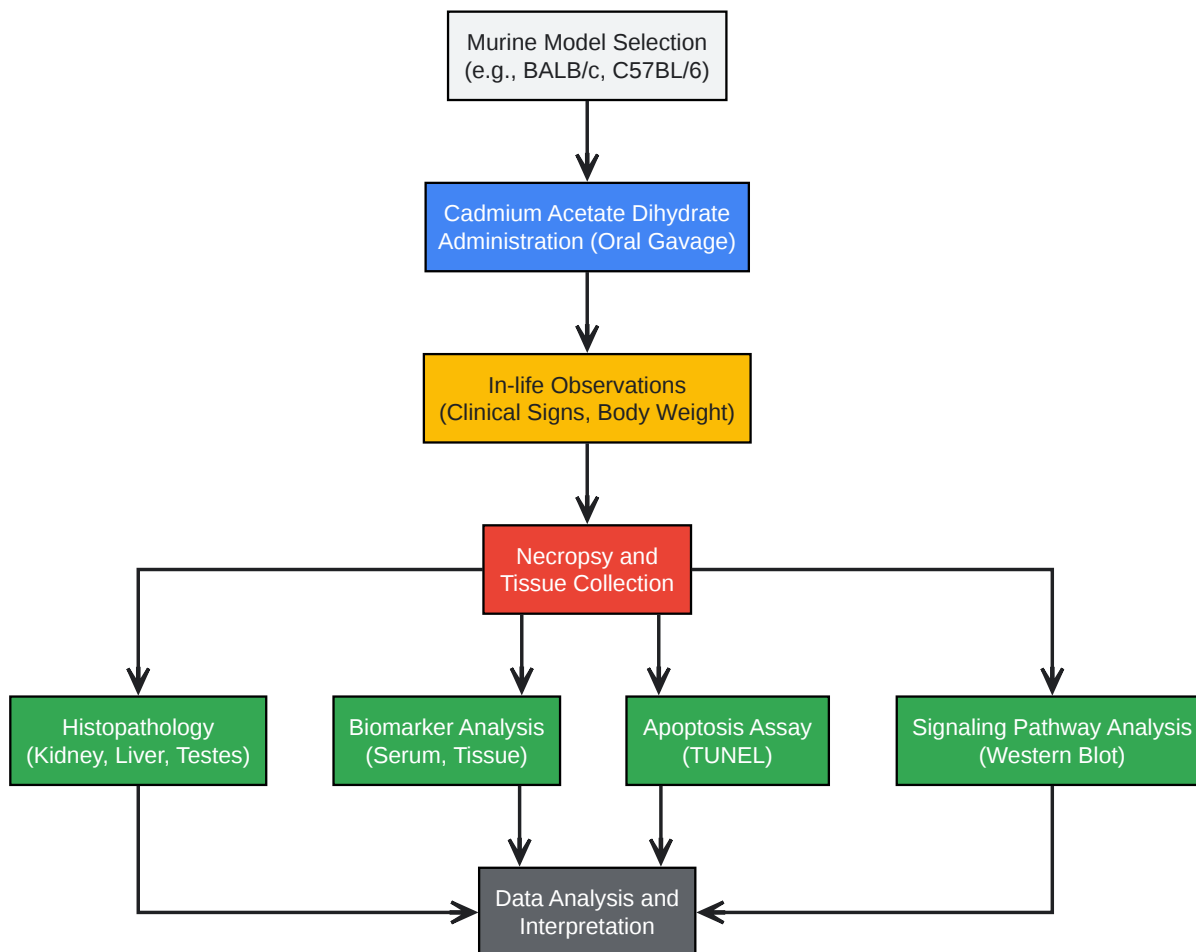 Murine Model Selection
(e.g., BALB/c, C57BL/6)
Cadmium Acetate Dihydrate
Administration (Oral Gavage)
In-life Observations
(Clinical Signs, Body Weight)
Necropsy and
Tissue Collection
Histopathology
(Kidney, Liver, Testes)
Biomarker Analysis
(Serum, Tissue)
Apoptosis Assay
(TUNEL)
Signaling Pathway Analysis
(Western Blot)
Data Analysis and
Interpretation